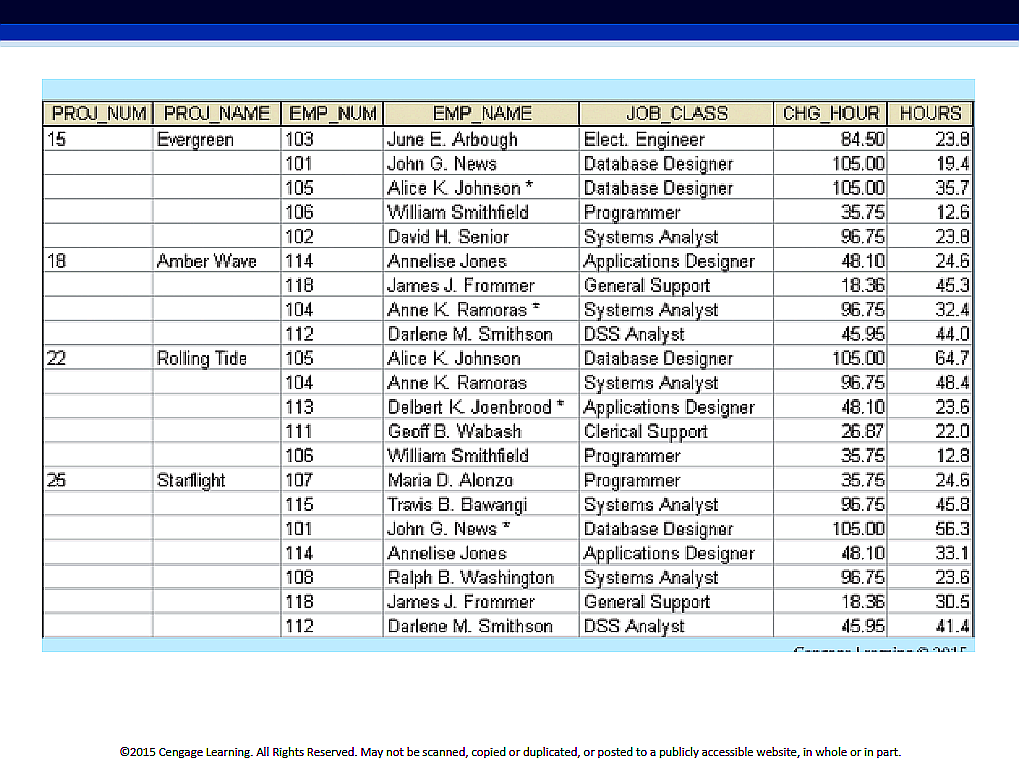 PROJ_NUM PROJ_NAME EMP_NUM EMP_NAME JOB_CLASS CHG_HOUR HOURS
15 Evergreen 103 June E. Arbough Elect. Engineer 84.50 23.8
101 John G. News Database Designer 105.00 19.4
105 Alice K. Johnson * Database Designer 105.00 35.7
106 William Smithfield Programmer 35.75 12.6
102 David H. Senior Systems Analyst 96.75 23.8
18 Amber Wave 114 Annelise Jones Applications Designer 48.10 24.6
118 James J. Frommer General Support 18.36 45.3
104 Anne K. Ramoras * Systems Analyst 96.75 32.4
112 Darlene M. Smithson DSS Analyst 45.95 44.0
22 Rolling Tide 105 Alice K. Johnson Database Designer 105.00 64.7
104 Anne K. Ramoras Systems Analyst 96.75 48.4
113 Delbert K. Joenbrood * Applications Designer 48.10 23.6
111 Geoff B. Wabash Clerical Support 26.87 22.0
106 William Smithfield Programmer 35.75 12.8
25 Starflight 107 Maria D. Alonzo Programmer 35.75 24.6
115 Travis B. Bawangi Systems Analyst 96.75 45.8
101 John G. News * Database Designer 105.00 56.3
114 Annelise Jones Applications Designer 48.10 33.1
108 Ralph B. Washington Systems Analyst 96.75 23.6
118 James J. Frommer General Support 18.36 30.5
112 Darlene M. Smithson DSS Analyst 45.95 41.4
Cengage Learning © 2015
©2015 Cengage Learning. All Rights Reserved. May not be scanned, copied or duplicated, or posted to a publicly accessible website, in whole or in part.